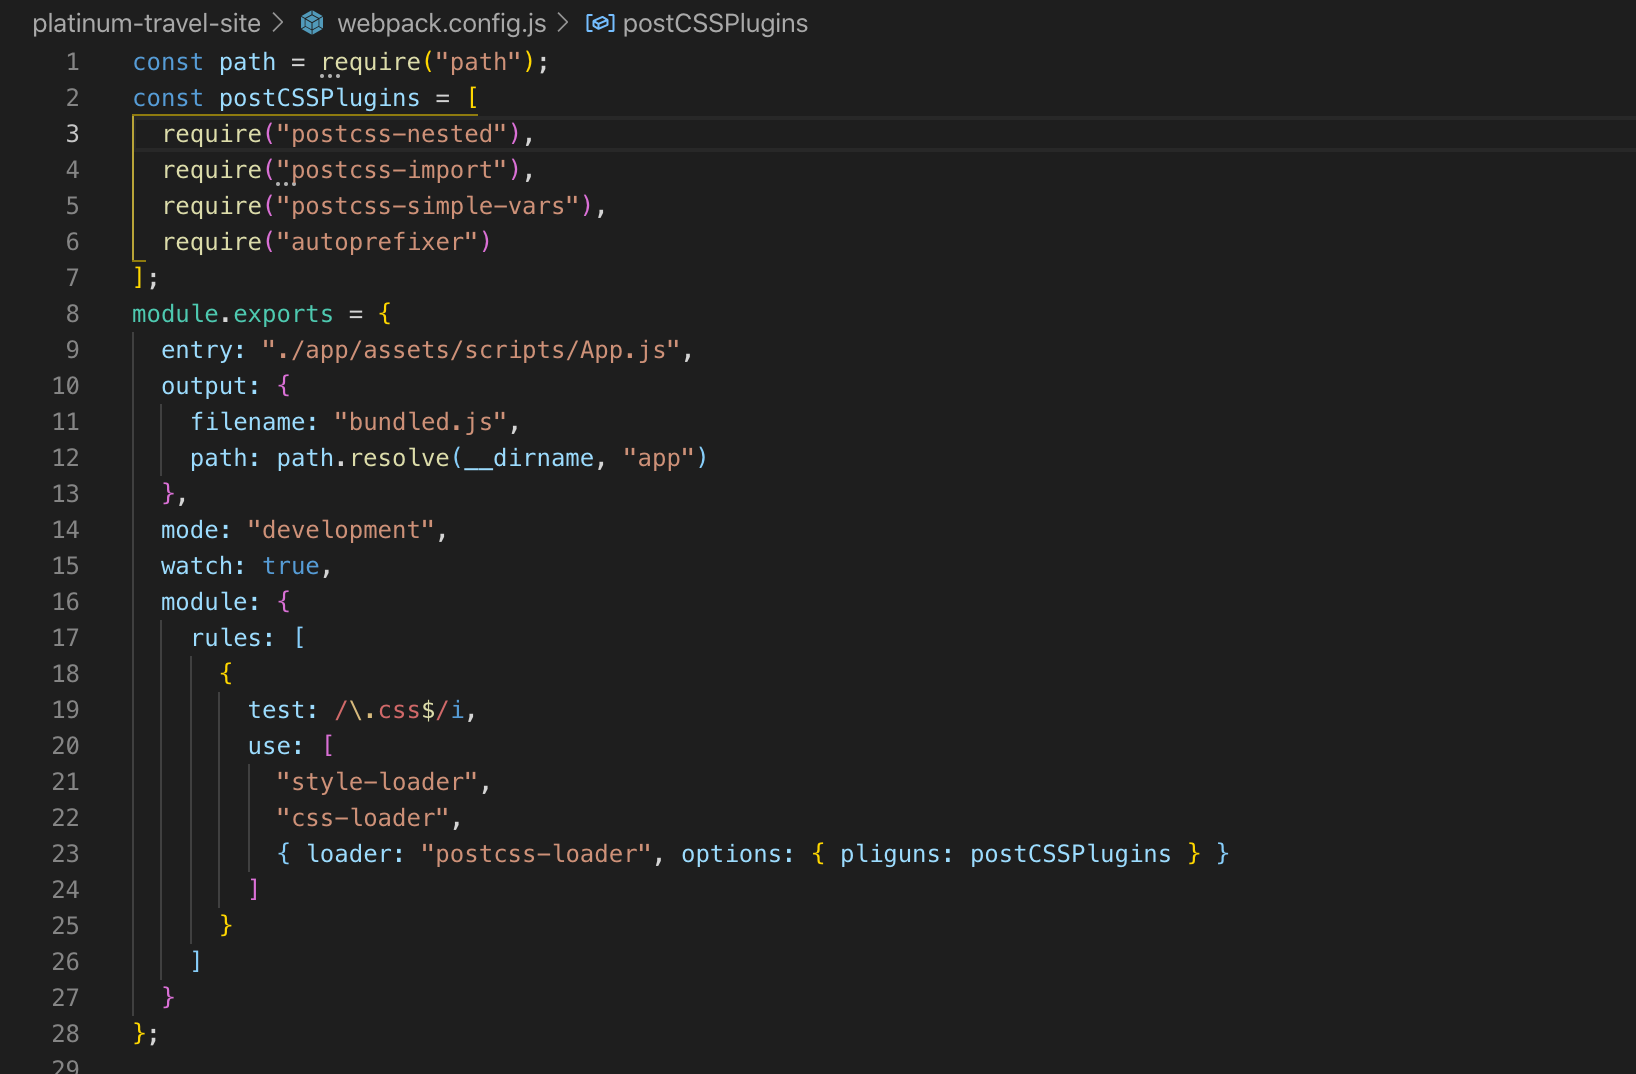 platinum-travel-site > webpack.config.js > postCSSPlugins
1 const path = require("path");
2 const postCSSPlugins = [
3 require("postcss-nested"),
4 require("postcss-import"),
5 require("postcss-simple-vars"),
6 require("autoprefixer")
7 ];
8 module.exports = {
9 entry: "./app/assets/scripts/App.js",
10 output: {
11 filename: "bundled.js",
12 path: path.resolve(__dirname, "app")
13 },
14 mode: "development",
15 watch: true,
16 module: {
17 rules: [
18 {
19 test: /\.css$/i,
20 use: [
21 "style-loader",
22 "css-loader",
23 { loader: "postcss-loader", options: { pliguns: postCSSPlugins } }
24 ]
25 }
26 ]
27 }
28 };
29